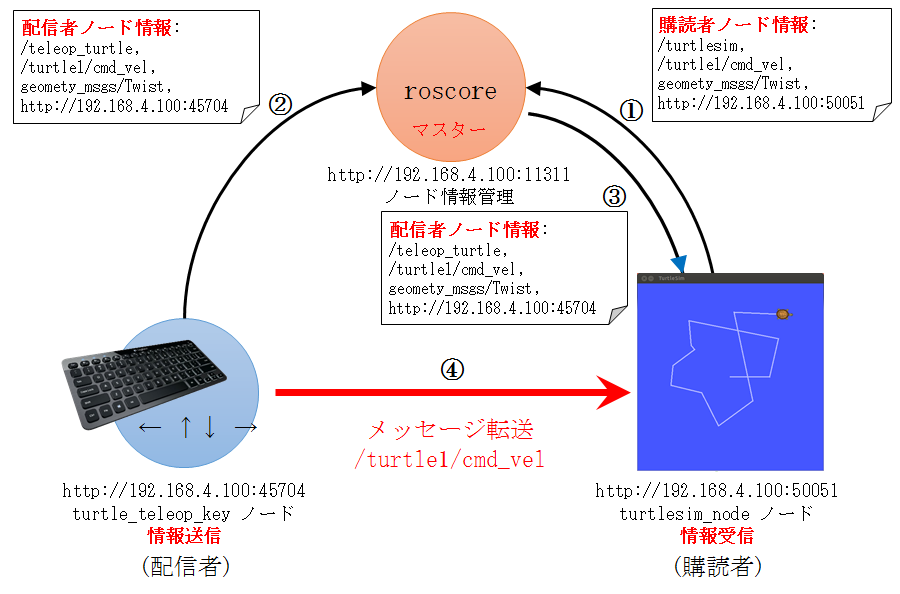 配信者ノード情報:
/teleop_turtle,
/turtle1/cmd_vel,
geomety_msgs/Twist,
http://192.168.4.100:45704
②
roscore
マスター
http://192.168.4.100:11311
ノード情報管理
購読者ノード情報:
/turtlesim,
/turtle1/cmd_vel,
geomety_msgs/Twist,
http://192.168.4.100:50051
①
③
配信者ノード情報:
/teleop_turtle,
/turtle1/cmd_vel,
geomety_msgs/Twist,
http://192.168.4.100:45704
TurtleSim
④
メッセージ転送
/turtle1/cmd_vel
← ↑↓ →
http://192.168.4.100:45704
turtle_teleop_key ノード
情報送信
(配信者)
http://192.168.4.100:50051
turtlesim_node ノード
情報受信
(購読者)